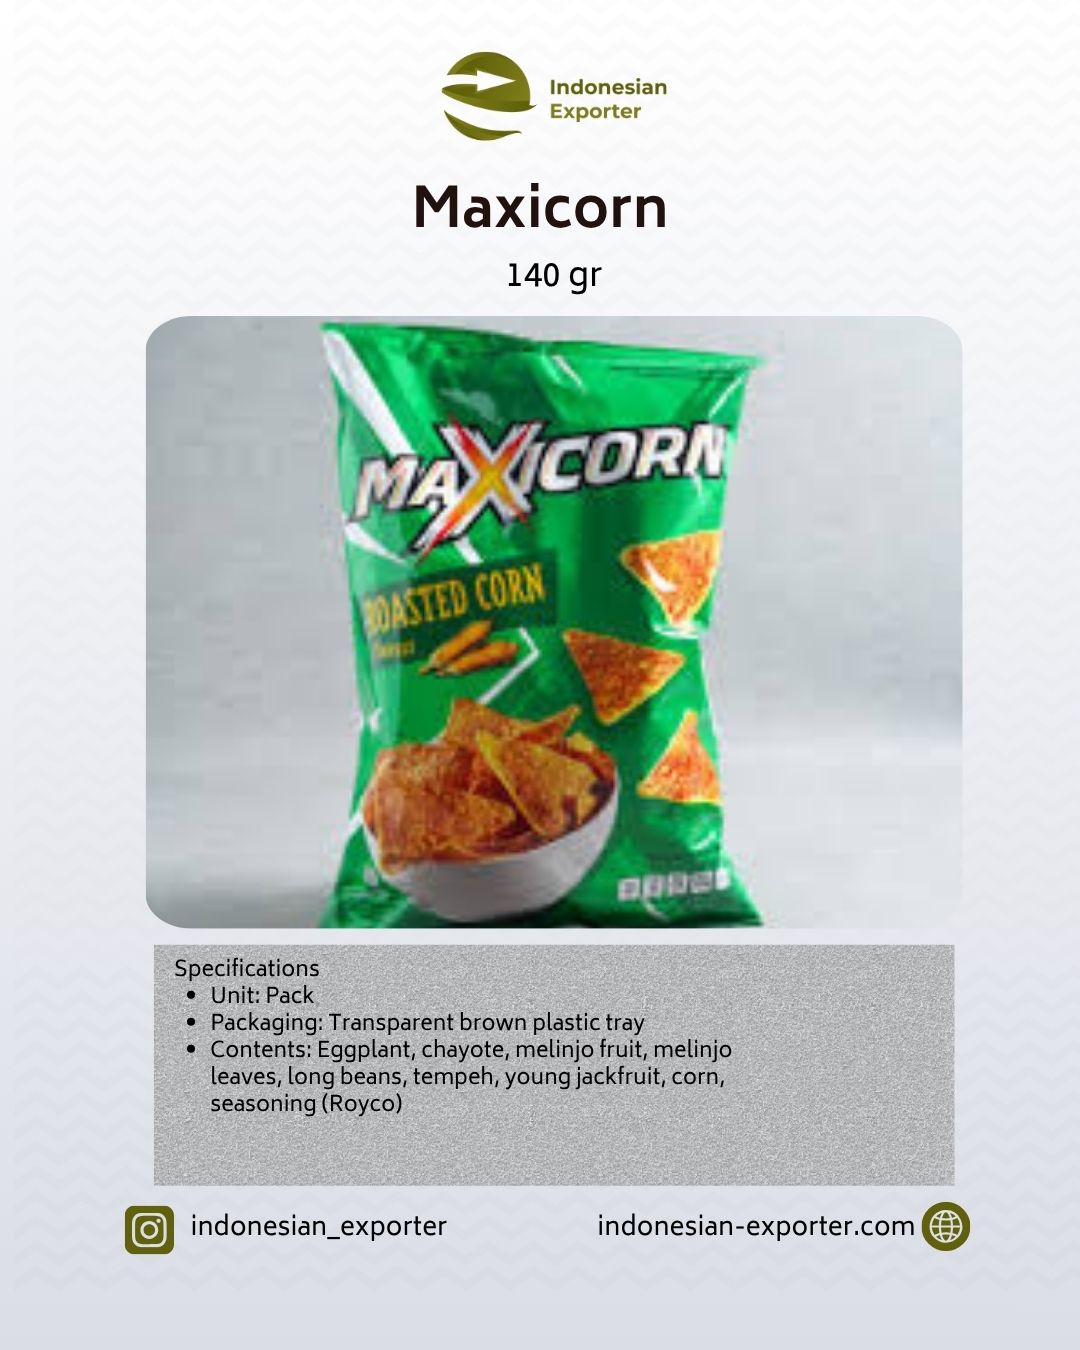 Indonesian
Exporter
Maxicorn
140 gr
MAXICORN
ROASTED CORN
Specifications
• Unit: Pack
• Packaging: Transparent brown plastic tray
• Contents: Eggplant, chayote, melinjo fruit, melinjo
leaves, long beans, tempeh, young jackfruit, corn,
seasoning (Royco)
indonesian_exporter
indonesian-exporter.com